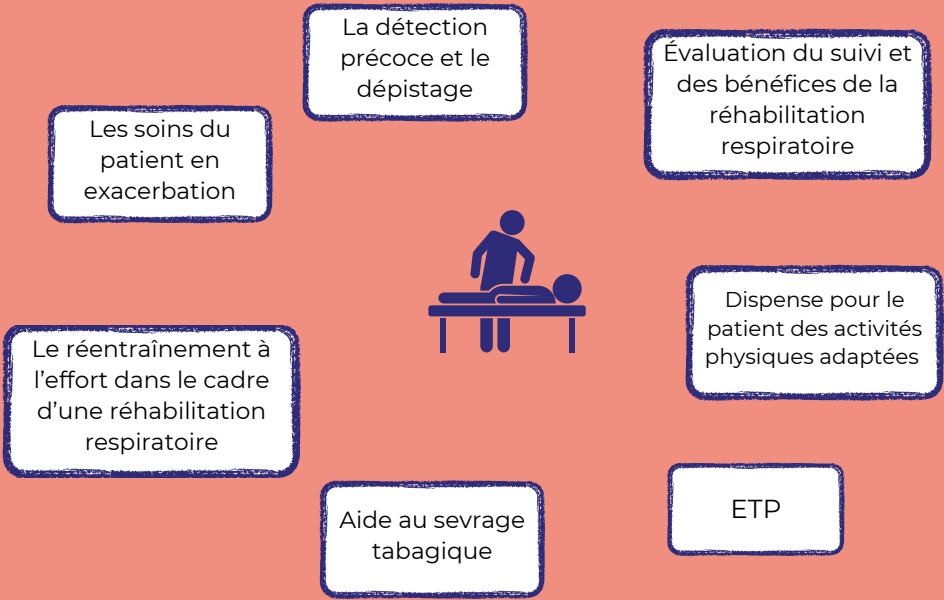 La détection
précoce et le
dépistage
Évaluation du suivi et
des bénéfices de la
réhabilitation
respiratoire
Les soins du
patient en
exacerbation
Dispense pour le
patient des activités
physiques adaptées
Le réentraînement à
l'effort dans le cadre
d'une réhabilitation
respiratoire
ETP
Aide au sevrage
tabagique